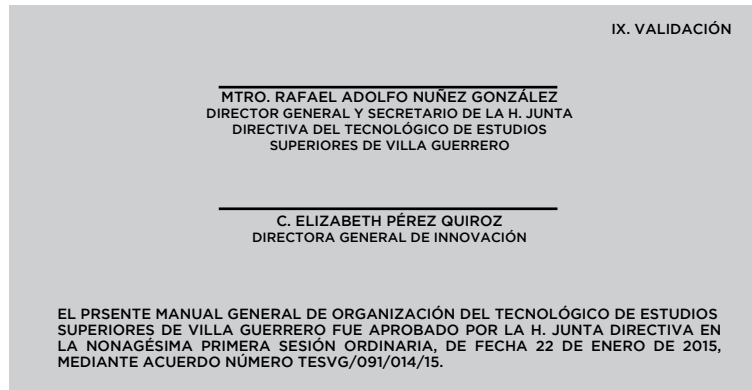 IX. VALIDACIÓN
MTRO. RAFAEL ADOLFO NUÑEZ GONZÁLEZ
DIRECTOR GENERAL Y SECRETARIO DE LA H. JUNTA
DIRECTIVA DEL TECNOLÓGICO DE ESTUDIOS
SUPERIORES DE VILLA GUERRERO
C. ELIZABETH PÉREZ QUIROZ
DIRECTORA GENERAL DE INNOVACIÓN
EL PRSENTE MANUAL GENERAL DE ORGANIZACIÓN DEL TECNOLÓGICO DE ESTUDIOS
SUPERIORES DE VILLA GUERRERO FUE APROBADO POR LA H. JUNTA DIRECTIVA EN
LA NONAGÉSIMA PRIMERA SESIÓN ORDINARIA, DE FECHA 22 DE ENERO DE 2015,
MEDIANTE ACUERDO NÚMERO TESVG/091/014/15.